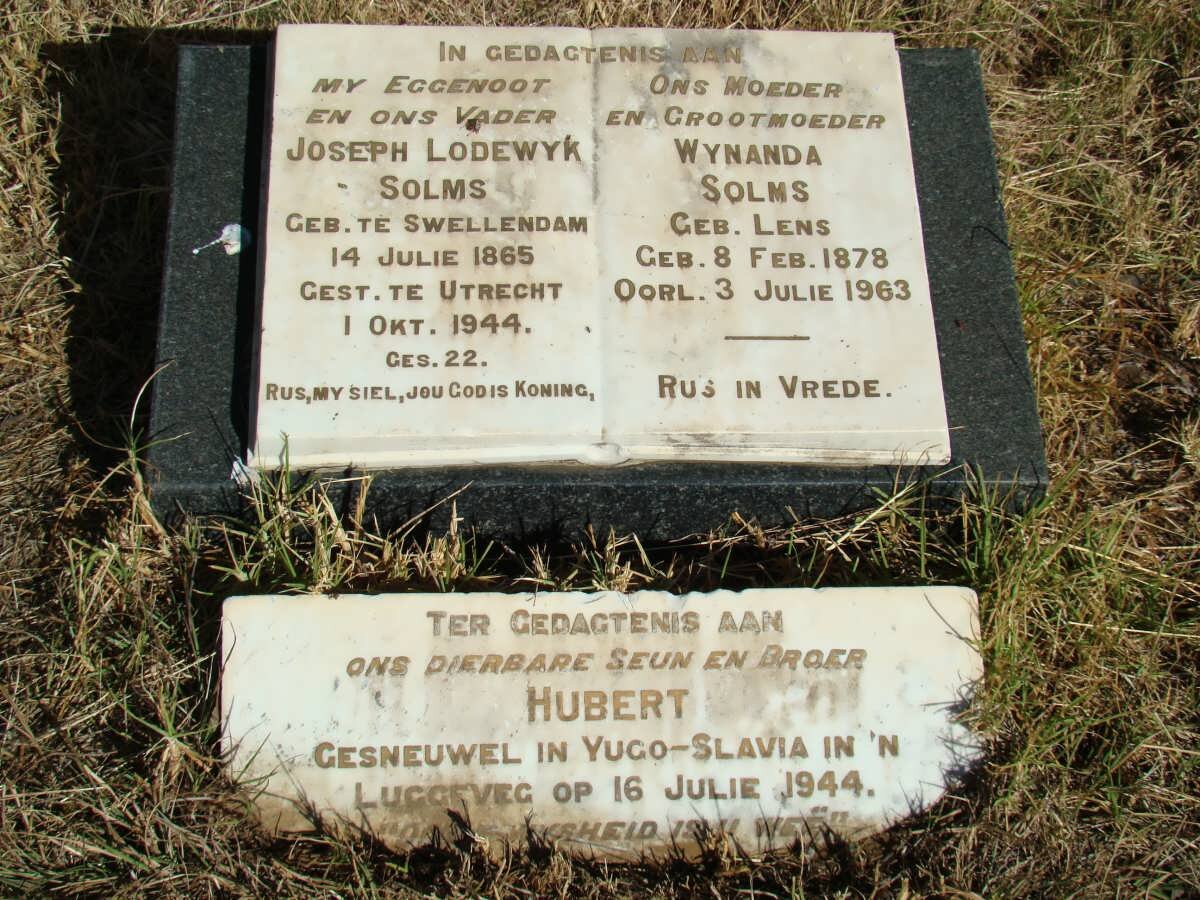 IN GEDAGTENIS AAN
MY EGGENOOT
EN ONS VADER
JOSEPH LODEWYK
SOLMS
GEB. TE SWELLENDAM
14 JULIE 1865
GEST. TE UTRECHT
1 OKT. 1944.
GES. 22.
RUS, MY SIEL, JOU GOD IS KONING,
ONS MOEDER
EN GROOTMOEDER
WYNANDA
SOLMS
GEB. LENS
GEB. 8 FEB. 1878
OORL. 3 JULIE 1963
RUS IN VREDE.
TER GEDAGTENIS AAN
ONS DIERBARE SEUN EN BROER
HUBERT
GESNEUWEL IN YUGO-SLAVIA IN 'N
LUGGEVEG OP 16 JULIE 1944.
IS U WEË"